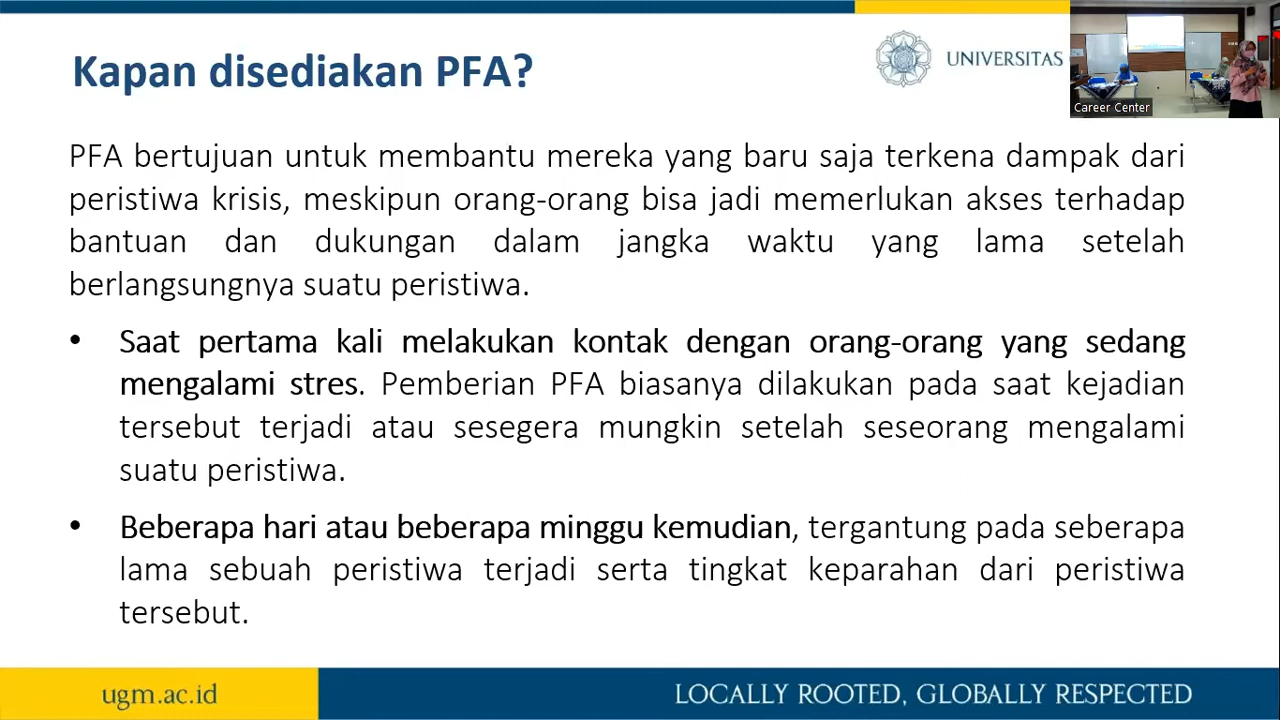 Kapan disediakan PFA?
UNIVERSITAS
Career Center
PFA bertujuan untuk membantu mereka yang baru saja terkena dampak dari
peristiwa krisis, meskipun orang-orang bisa jadi memerlukan akses terhadap
bantuan dan dukungan dalam jangka waktu yang lama setelah
berlangsungnya suatu peristiwa.
• Saat pertama kali melakukan kontak dengan orang-orang yang sedang
mengalami stres. Pemberian PFA biasanya dilakukan pada saat kejadian
tersebut terjadi atau sesegera mungkin setelah seseorang mengalami
suatu peristiwa.
• Beberapa hari atau beberapa minggu kemudian, tergantung pada seberapa
lama sebuah peristiwa terjadi serta tingkat keparahan dari peristiwa
tersebut.
ugm.ac.id
LOCALLY ROOTED, GLOBALLY RESPECTED